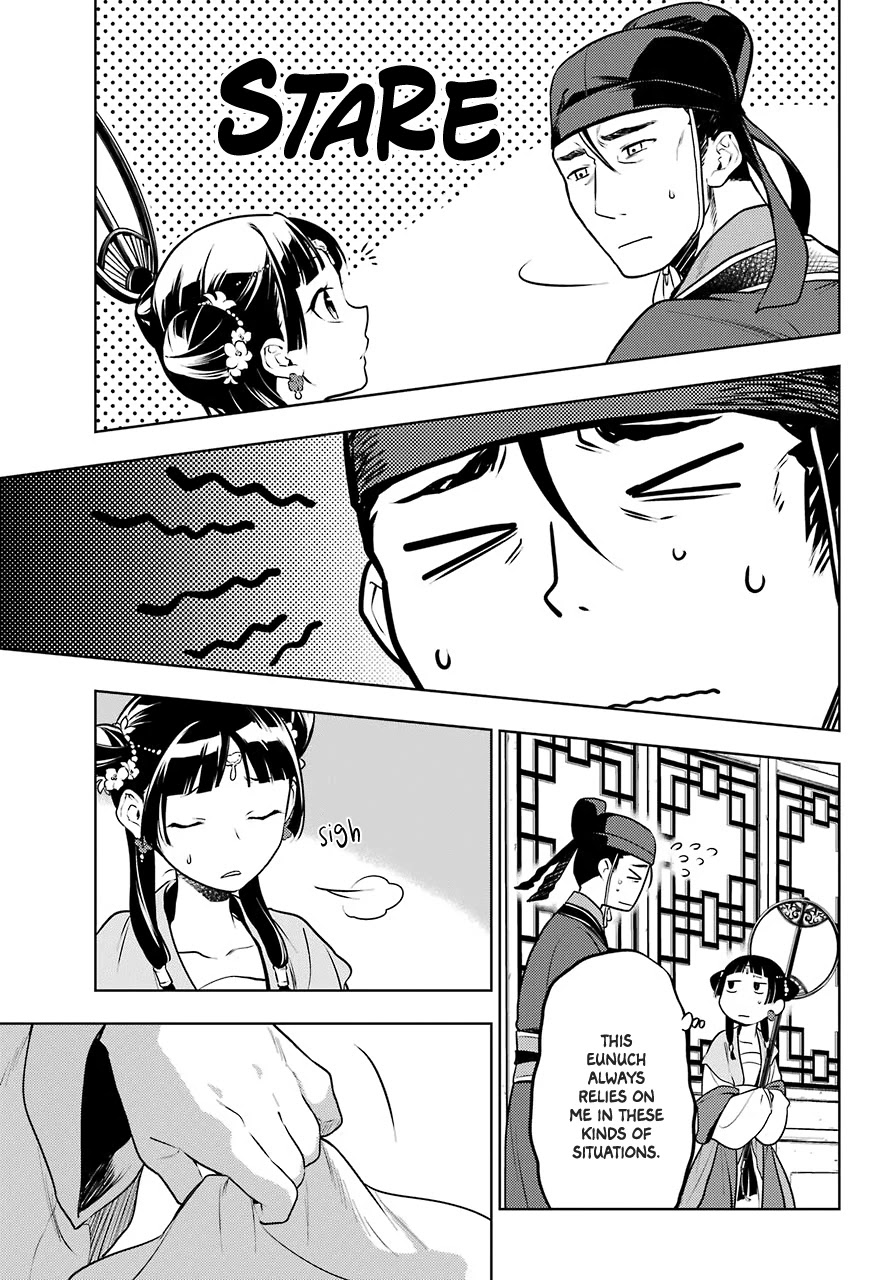 STARE
THIS
EUNUCH
ALWAYS
RELIES ON
ME IN THESE
KINDS OF
SITUATIONS.
sigh